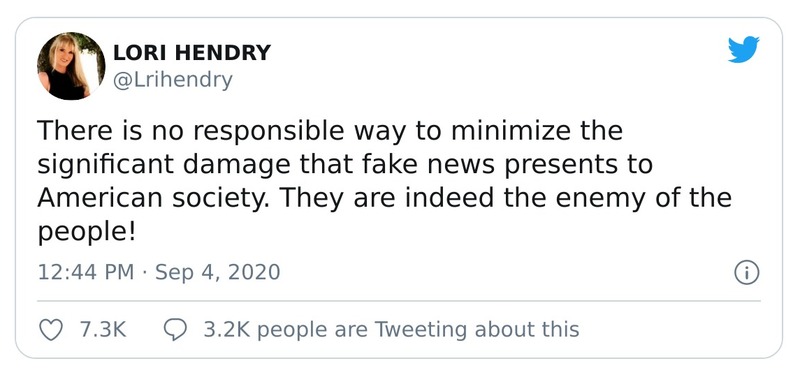 LORI HENDRY
@Lrihendry
There is no responsible way to minimize the
significant damage that fake news presents to
American society. They are indeed the enemy of the
people!
12:44 PM · Sep 4, 2020
7.3K 3.2K people are Tweeting about this